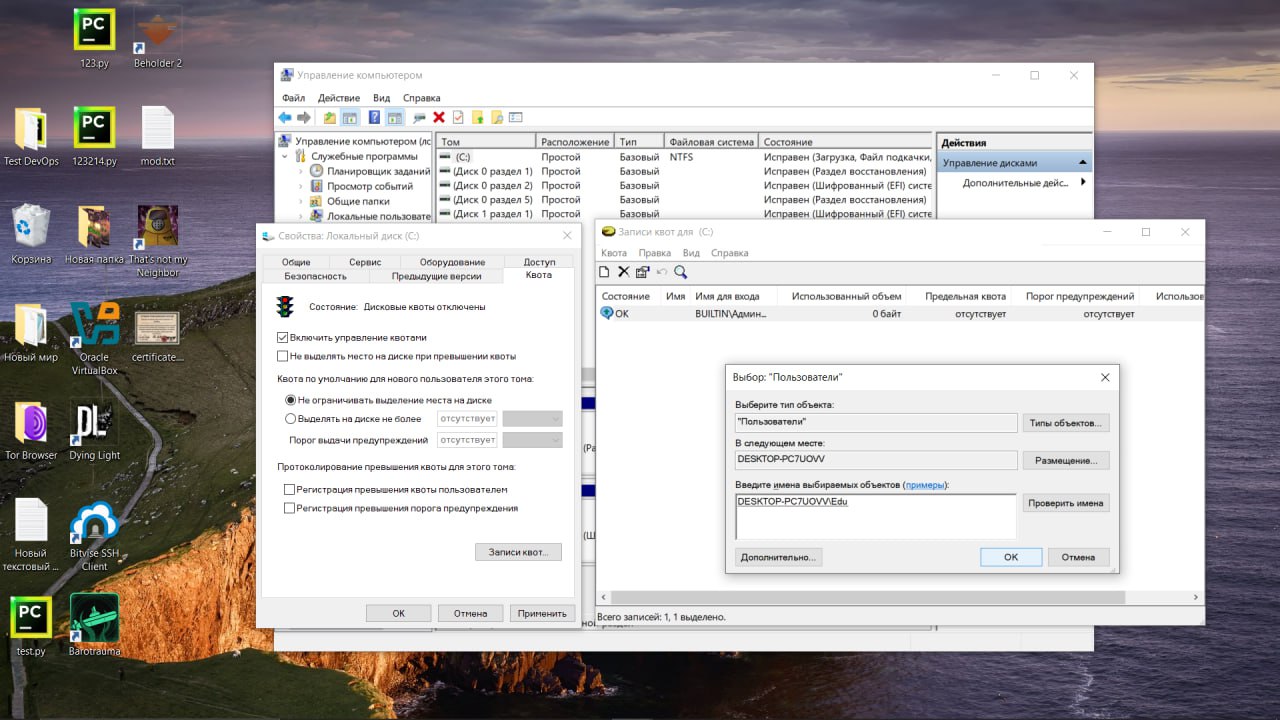 123.py
Beholder 2
Test DevOps
123214.py
mod.txt
Корзина
Новая папка
That's not my Neighbor
Новый мир
Oracle VirtualBox
certificate....
Tor Browser
Dying Light
Новый текстовый ...
Bitvise SSH Client
test.py
Barotrauma
Управление компьютером
Файл Действие Вид Справка
Управление компьютером (лс
Служебные программы
Планировщик заданий
Просмотр событий
Общие папки
Локальные пользовате
Том Расположение Тип Файловая система Состояние
(C:) Простой Базовый NTFS Исправен (Загрузка, Файл подкачки,
(Диск 0 раздел 1) Простой Базовый Исправен (Раздел восстановления)
(Диск 0 раздел 2) Простой Базовый Исправен (Шифрованный (EFI) систе
(Диск 0 раздел 5) Простой Базовый Исправен (Раздел восстановления)
(Диск 1 раздел 1) Простой Базовый Исправен (Шифрованный (EFI) систе
Действия
Управление дисками
Дополнительные дейс...
Свойства: Локальный диск (C:)
Общие Сервис Оборудование Доступ
Безопасность Предыдущие версии Квота
Состояние: Дисковые квоты отключены
Включить управление квотами
Не выделять место на диске при превышении квоты
Квота по умолчанию для нового пользователя этого тома:
Не ограничивать выделение места на диске
Выделять на диске не более отсутствует
Порог выдачи предупреждений отсутствует
Протоколирование превышения квоты для этого тома:
Регистрация превышения квоты пользователем
Регистрация превышения порога предупреждения
Записи квот...
ОК Отмена Применить
Записи квот для (C:)
Квота Правка Вид Справка
Состояние Имя Имя для входа Использованный объем Предельная квота Порог предупреждений Использов
ОК BUILTIN\Админ... 0 байт отсутствует отсутствует
Выбор: "Пользователи"
Выберите тип объекта:
"Пользователи" Типы объектов...
В следующем месте:
DESKTOP-PC7UOVV Размещение...
Введите имена выбираемых объектов (примеры):
DESKTOP-PC7UOVV\Edu Проверить имена
Дополнительно... ОК Отмена
Всего записей: 1, 1 выделено.